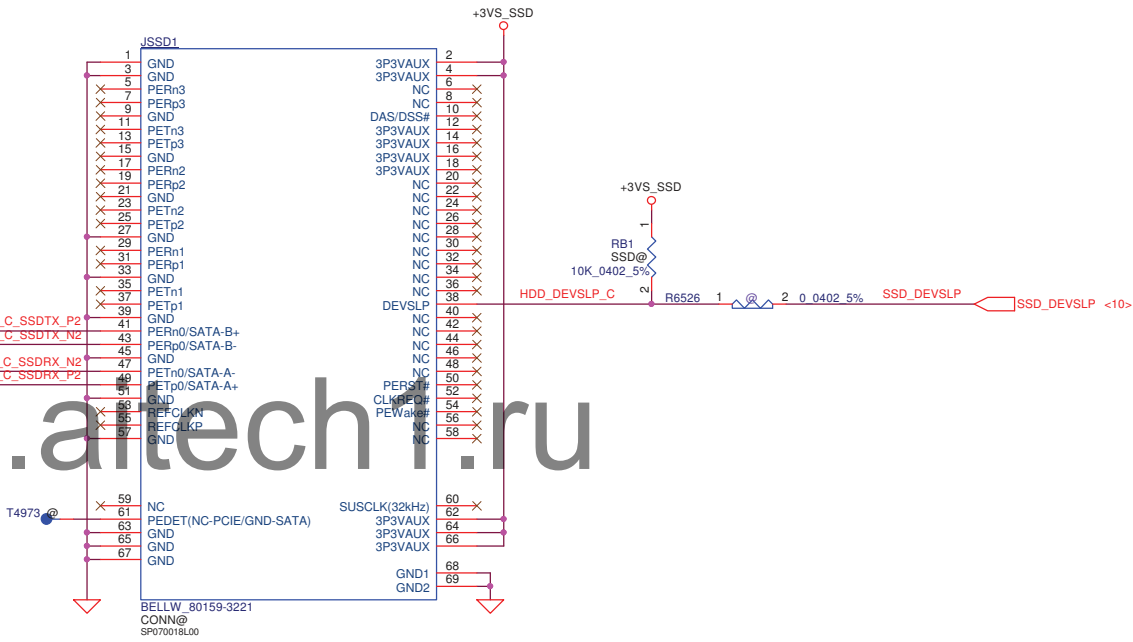 +3VS_SSD
JSSD1
1 GND 3P3VAUX 2
3 GND 3P3VAUX 4
5 PERn3 NC 6
7 PERp3 NC 8
9 GND DAS/DSS# 10
11 PETn3 3P3VAUX 12
13 PETp3 3P3VAUX 14
15 GND 3P3VAUX 16
17 PERn2 3P3VAUX 18
19 PERp2 NC 20
21 GND NC 22
23 PETn2 NC 24
25 PETp2 NC 26
27 GND NC 28
29 PERn1 NC 30
31 PERp1 NC 32
33 GND NC 34
35 PETn1 NC 36
37 PETp1 DEVSLP 38
39 GND NC 40
41 PERn0/SATA-B+ NC 42
43 PERp0/SATA-B- NC 44
45 GND NC 46
47 PETn0/SATA-A- NC 48
49 PETp0/SATA-A+ PERST# 50
51 GND CLKREQ# 52
53 REFCLKN PEWake# 54
55 REFCLKP NC 56
57 GND NC 58
59 NC SUSCLK(32kHz) 60
61 PEDET(NC-PCIE/GND-SATA) 3P3VAUX 62
63 GND 3P3VAUX 64
65 GND 3P3VAUX 66
67 GND
GND1 68
GND2 69
_C_SSDTX_P2
_C_SSDTX_N2
_C_SSDRX_N2
_C_SSDRX_P2
T4973 @
BELLW_80159-3221
CONN@
SP070018L00
+3VS_SSD
1
RB1
SSD@
10K_0402_5%
2
HDD_DEVSLP_C
R6526 1 @ 2 0_0402_5%
SSD_DEVSLP
SSD_DEVSLP <10>
.aitech1.ru